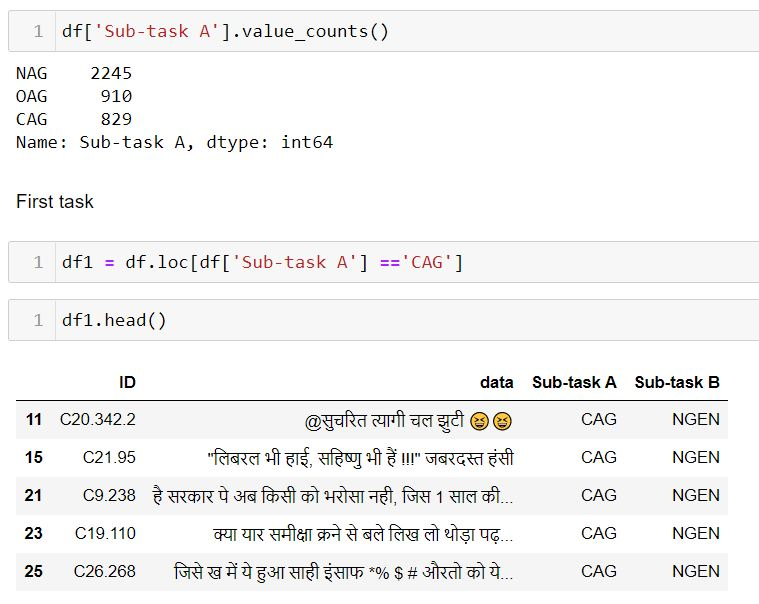 1 df['Sub-task A'].value_counts()
NAG 2245
OAG 910
CAG 829
Name: Sub-task A, dtype: int64
First task
1 df1 = df.loc[df['Sub-task A'] =='CAG']
1 df1.head()
ID data Sub-task A Sub-task B
11 C20.342.2 @सुचरित त्यागी चल झुटी 😆😆 CAG NGEN
15 C21.95 "लिबरल भी हाई, सहिष्णु भी हैं !!!" जबरदस्त हंसी CAG NGEN
21 C9.238 है सरकार पे अब किसी को भरोसा नही, जिस 1 साल की... CAG NGEN
23 C19.110 क्या यार समीक्षा क्रने से बले लिख लो थोड़ा पढ़... CAG NGEN
25 C26.268 जिसे ख में ये हुआ साही इंसाफ *% $ # औरतो को ये... CAG NGEN